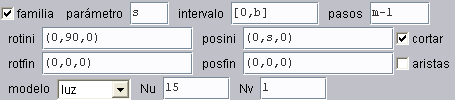 familia parámetro s intervalo [0,b] pasos m-1
rotini (0,90,0) posini (0,s,0) cortar
rotfin (0,0,0) posfin (0,0,0) aristas
modelo luz Nu 15 Nv 1